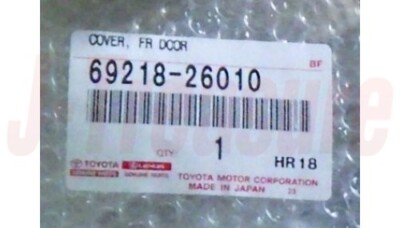 COVER, FR DOOR
BF
69218-26010
QTY: 1 HR18
TOYOTA LEXUS
GENUINE PARTS GENUINE PARTS
TOYOTA MOTOR CORPORATION
MADE IN JAPAN